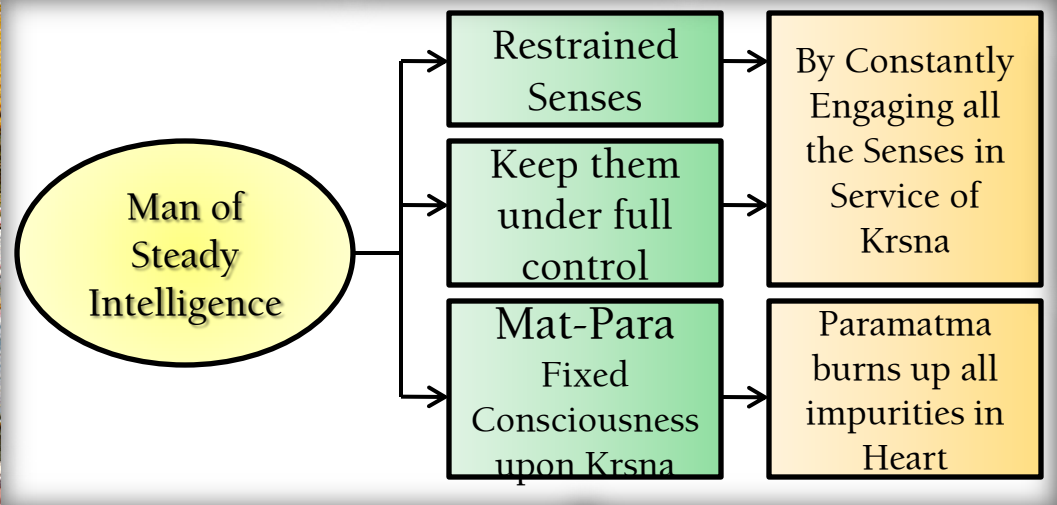 Man of
Steady
Intelligence
Restrained
Senses
Keep them
under full
control
Mat-Para
Fixed
Consciousness
upon Krsna
By Constantly
Engaging all
the Senses in
Service of
Krsna
Paramatma
burns up all
impurities in
Heart